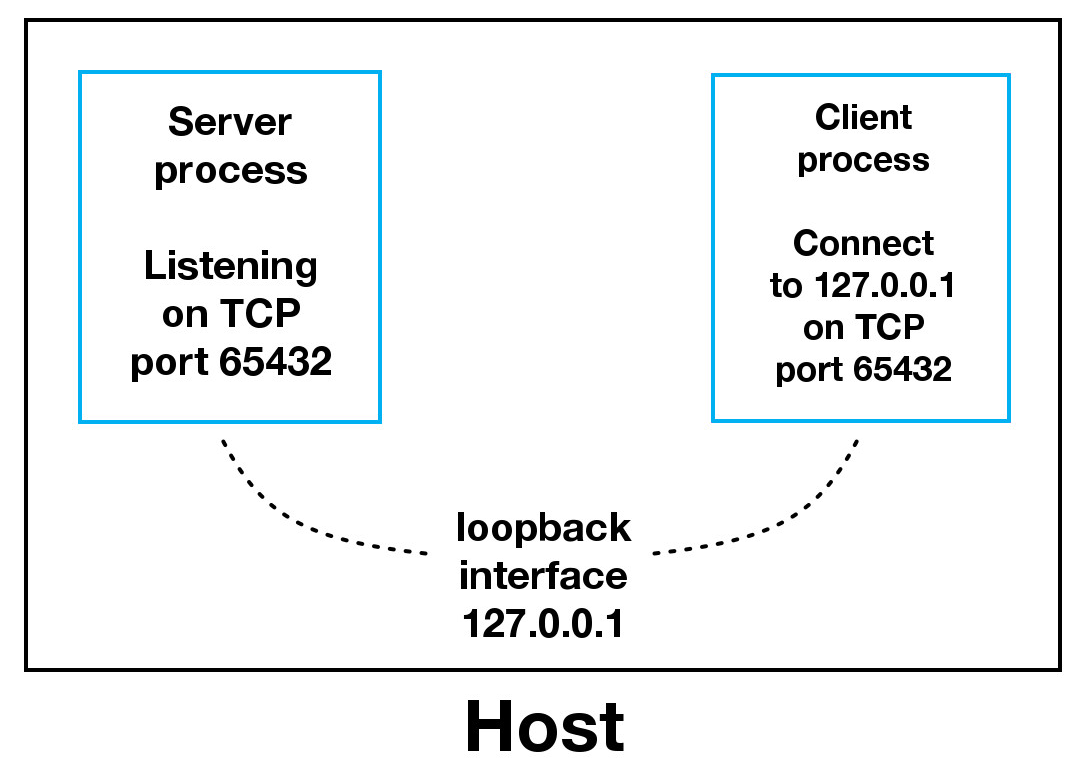 Server
process
Listening
on TCP
port 65432
Client
process
Connect
to 127.0.0.1
on TCP
port 65432
loopback
interface
127.0.0.1
Host